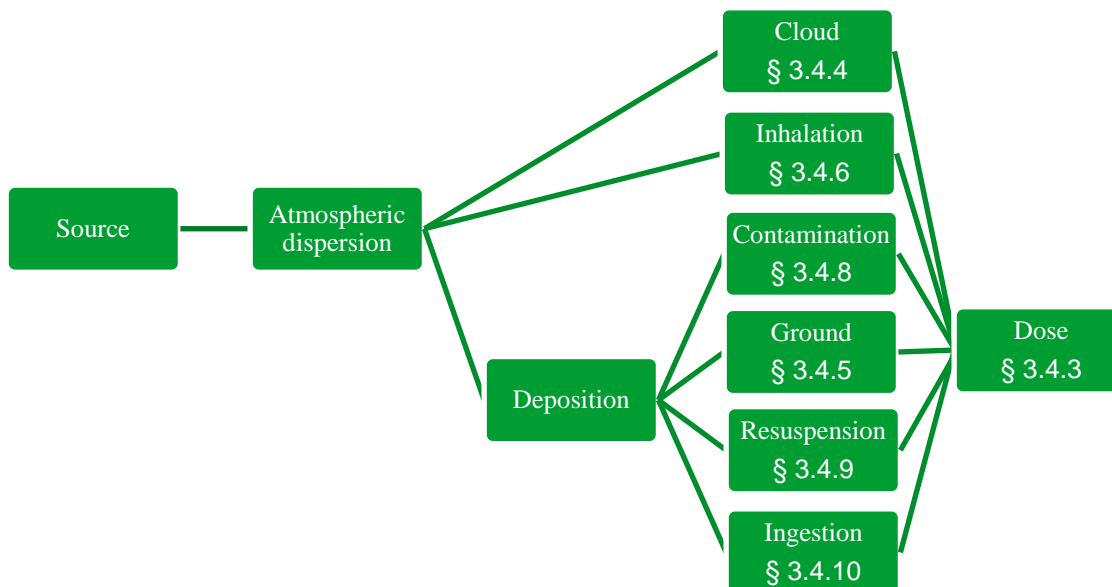 Cloud
§ 3.4.4
Inhalation
§ 3.4.6
Source
Atmospheric
dispersion
Contamination
§ 3.4.8
Ground
§ 3.4.5
Dose
§ 3.4.3
Deposition
Resuspension
§ 3.4.9
Ingestion
§ 3.4.10